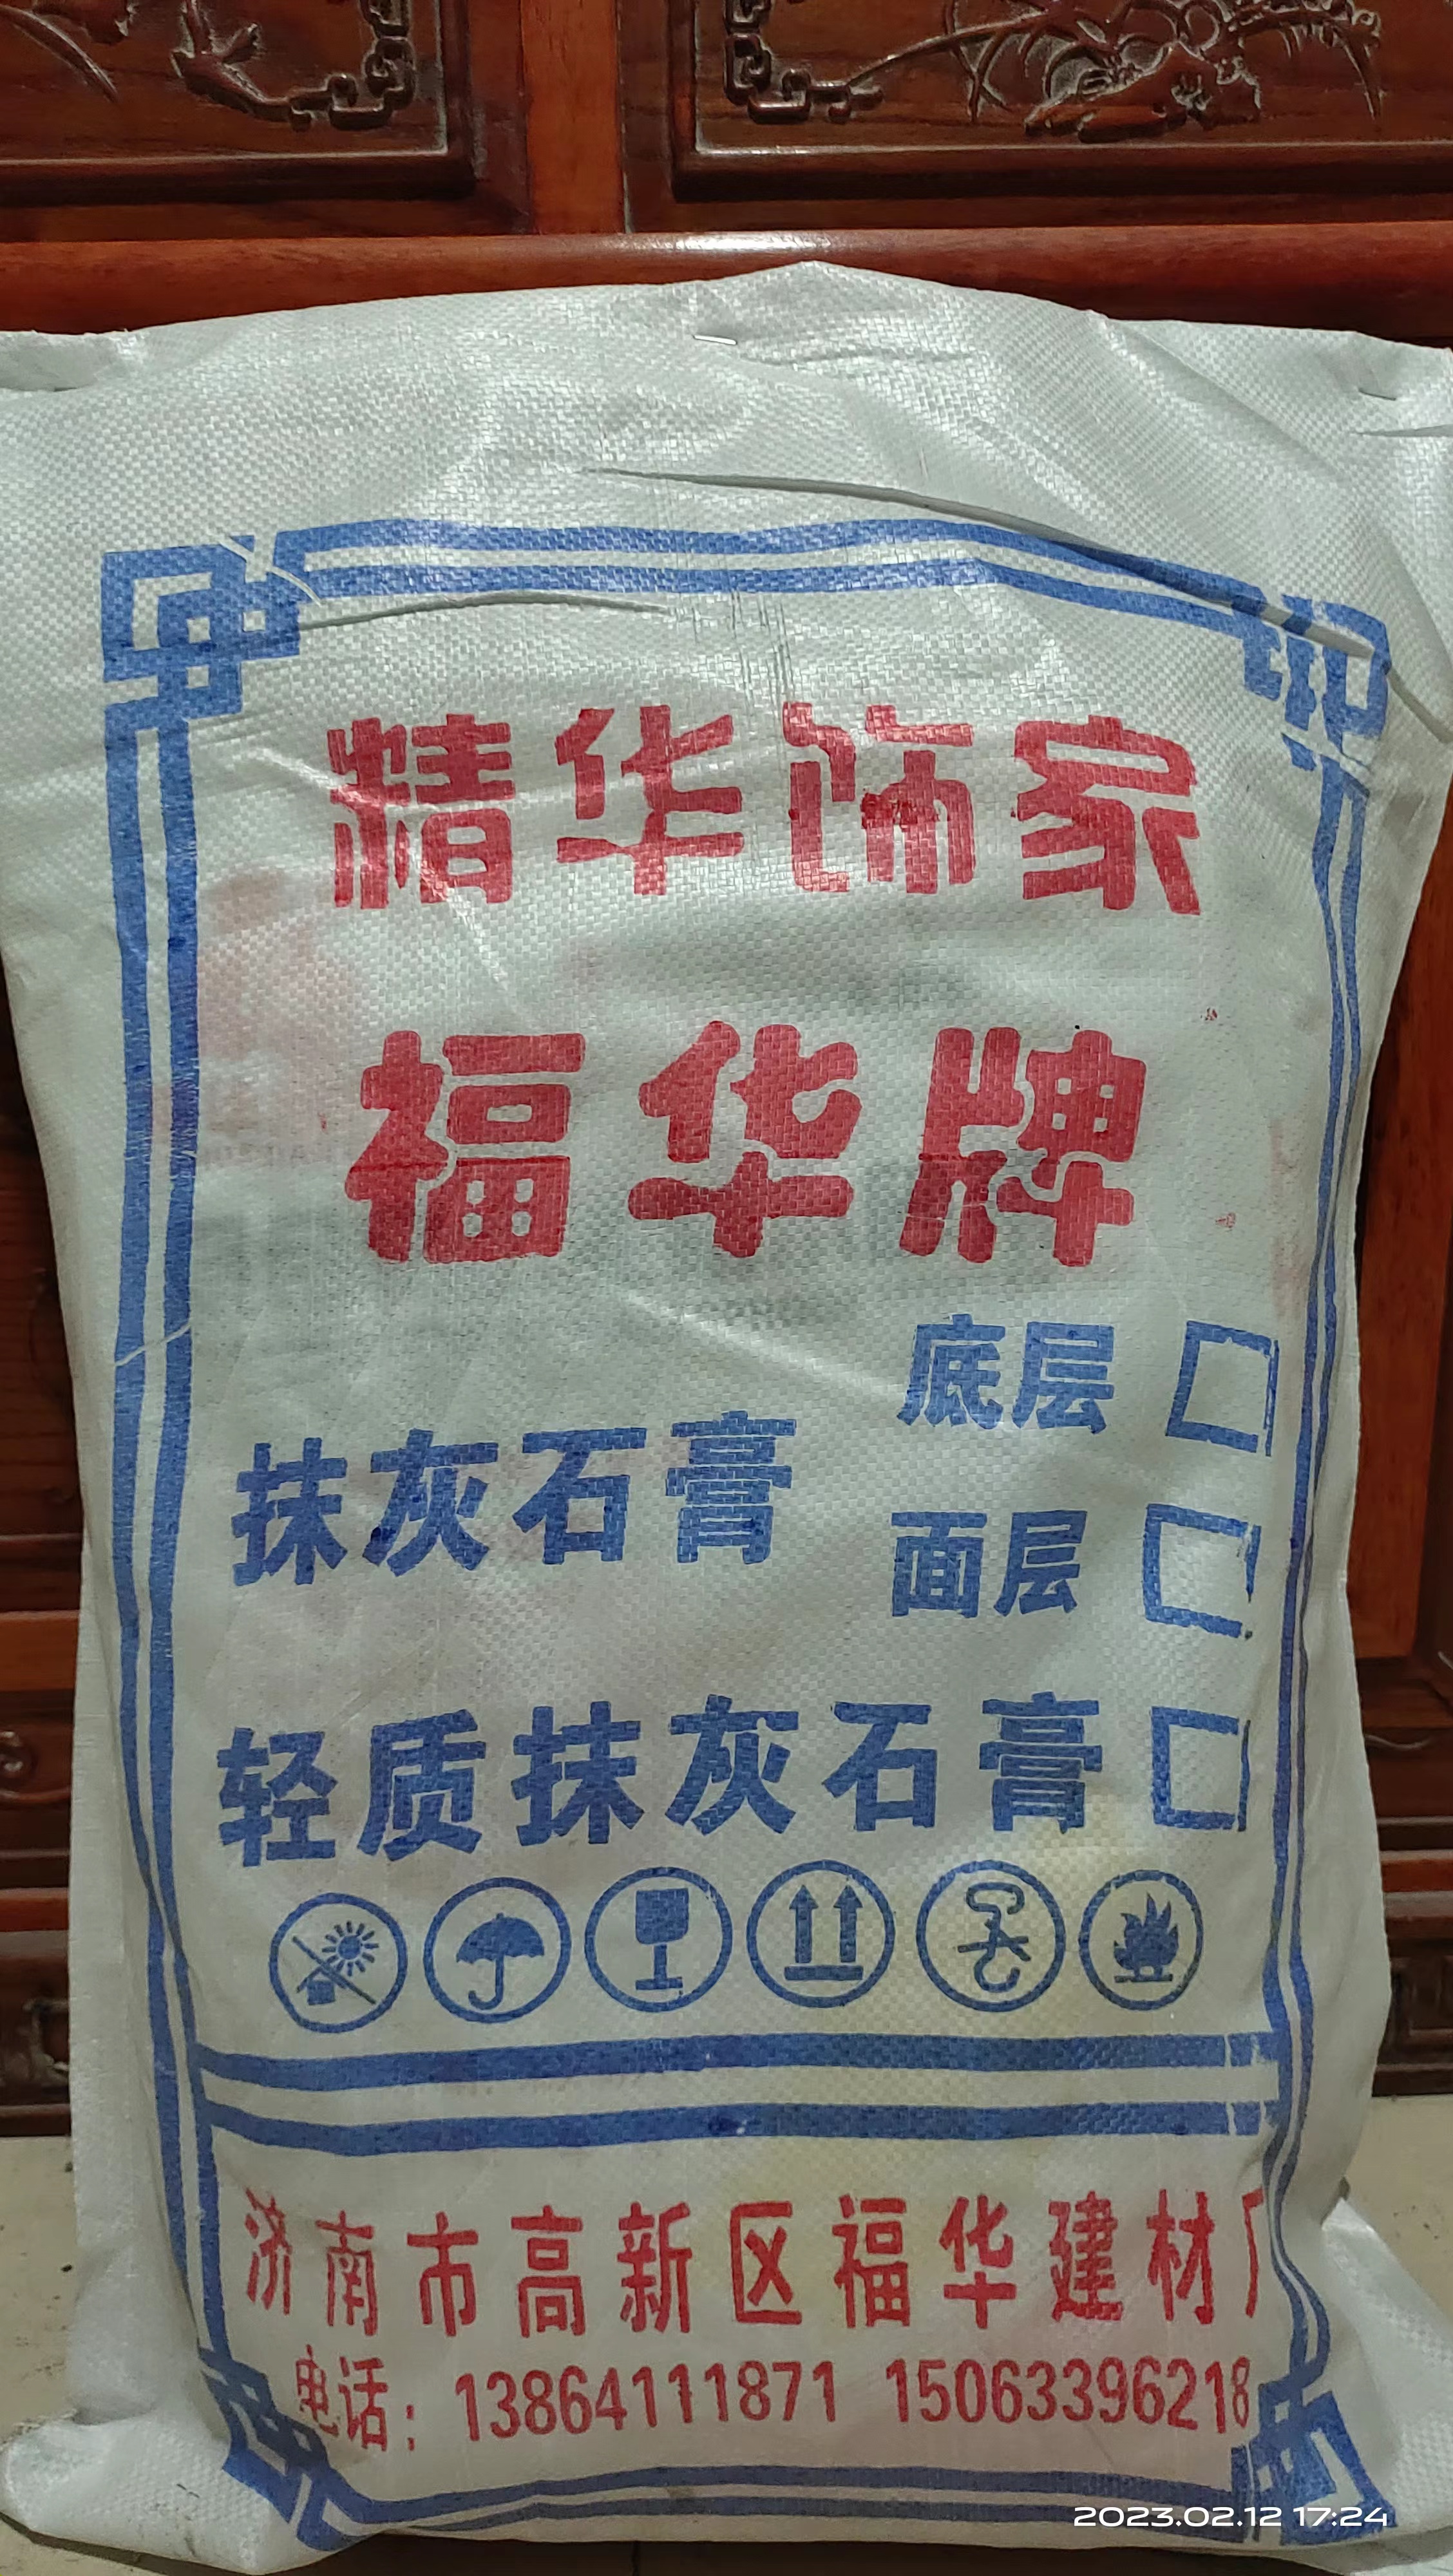 精华饰家
福华牌
抹灰石膏
底层 □
面层 □
轻质抹灰石膏 □
济南市高新区福华建材厂
电话：13864111871 15063396218
2023.02.12 17:24